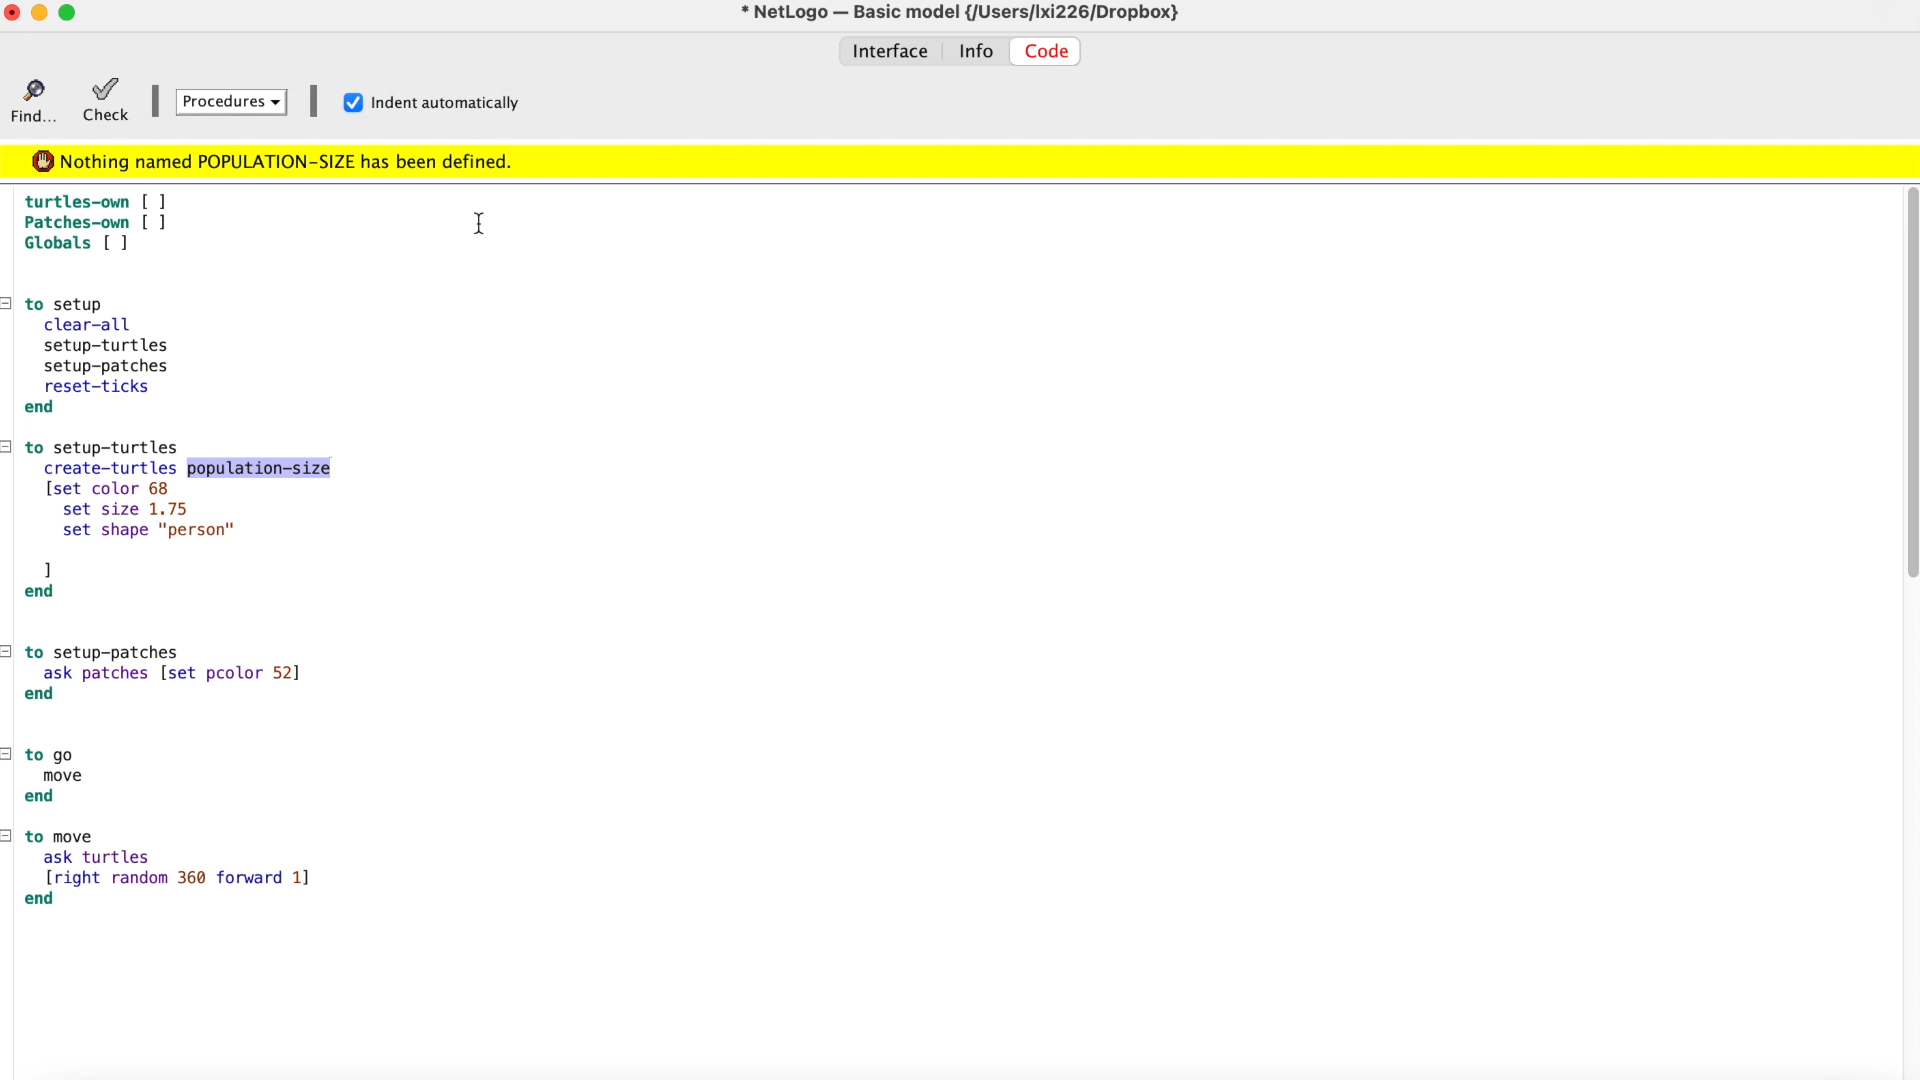 * NetLogo — Basic model {/Users/lxi226/Dropbox}
Interface Info Code
Find... Check Procedures Indent automatically
Nothing named POPULATION-SIZE has been defined.
turtles-own [ ]
Patches-own [ ]
Globals [ ]
to setup
clear-all
setup-turtles
setup-patches
reset-ticks
end
to setup-turtles
create-turtles population-size
[set color 68
set size 1.75
set shape "person"
]
end
to setup-patches
ask patches [set pcolor 52]
end
to go
move
end
to move
ask turtles
[right random 360 forward 1]
end